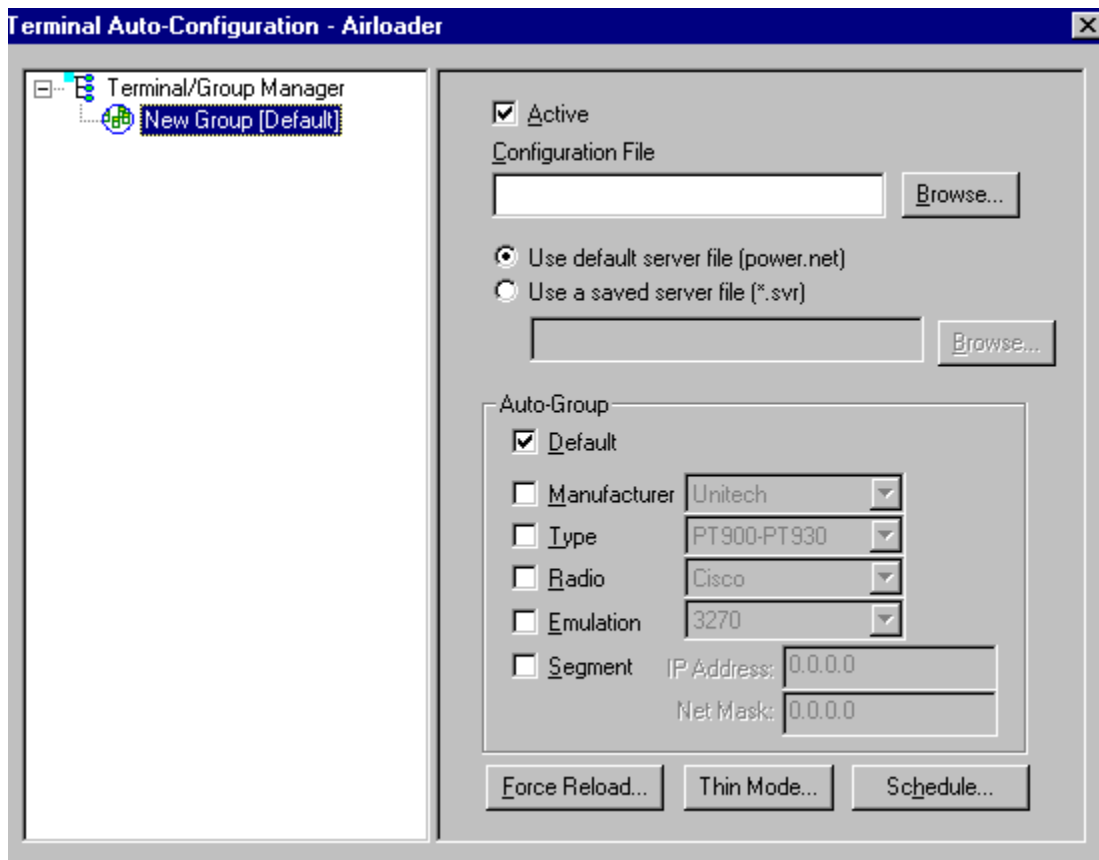 Terminal Auto-Configuration - Airloader
Terminal/Group Manager
New Group [Default]
Active
Configuration File
Browse...
Use default server file (power.net)
Use a saved server file (*.svr)
Browse...
Auto-Group
Default
Manufacturer Unitech
Type PT900-PT930
Radio Cisco
Emulation 3270
Segment IP Address: 0.0.0.0
Net Mask: 0.0.0.0
Force Reload... Thin Mode... Schedule...